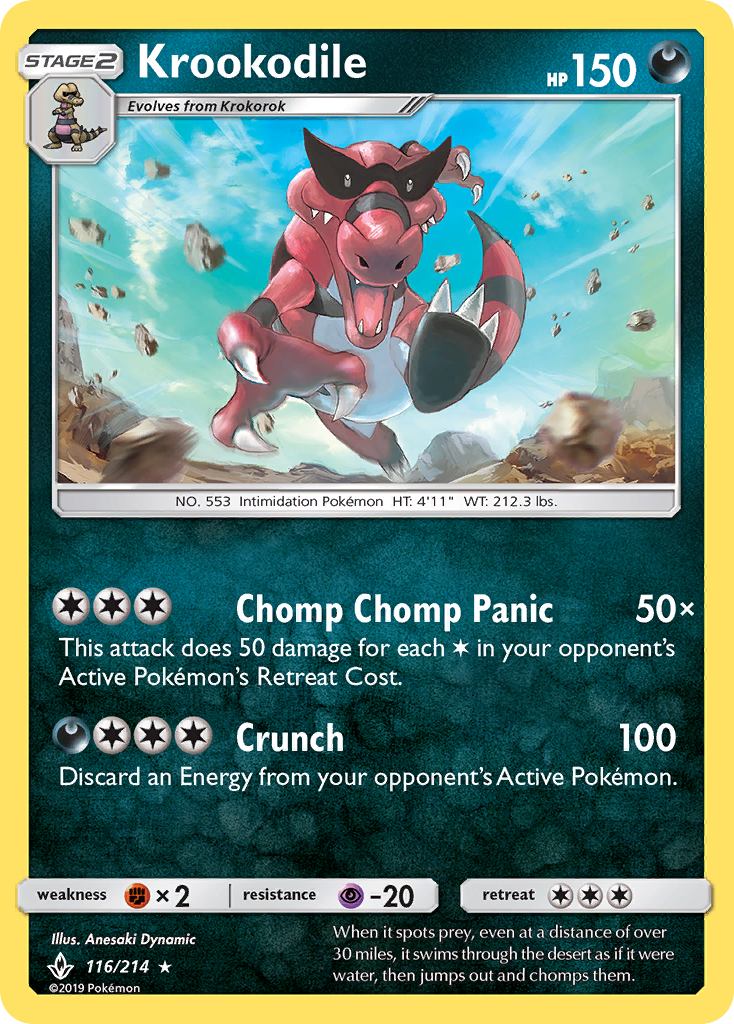 STAGE2
Krookodile
HP 150
Evolves from Krokorok
NO. 553 Intimidation Pokémon HT: 4'11" WT: 212.3 lbs.
Chomp Chomp Panic 50×
This attack does 50 damage for each in your opponent's
Active Pokémon's Retreat Cost.
Crunch 100
Discard an Energy from your opponent's Active Pokémon.
weakness ×2 resistance -20 retreat
Illus. Anesaki Dynamic
116/214 ★
©2019 Pokémon
When it spots prey, even at a distance of over
30 miles, it swims through the desert as if it were
water, then jumps out and chomps them.